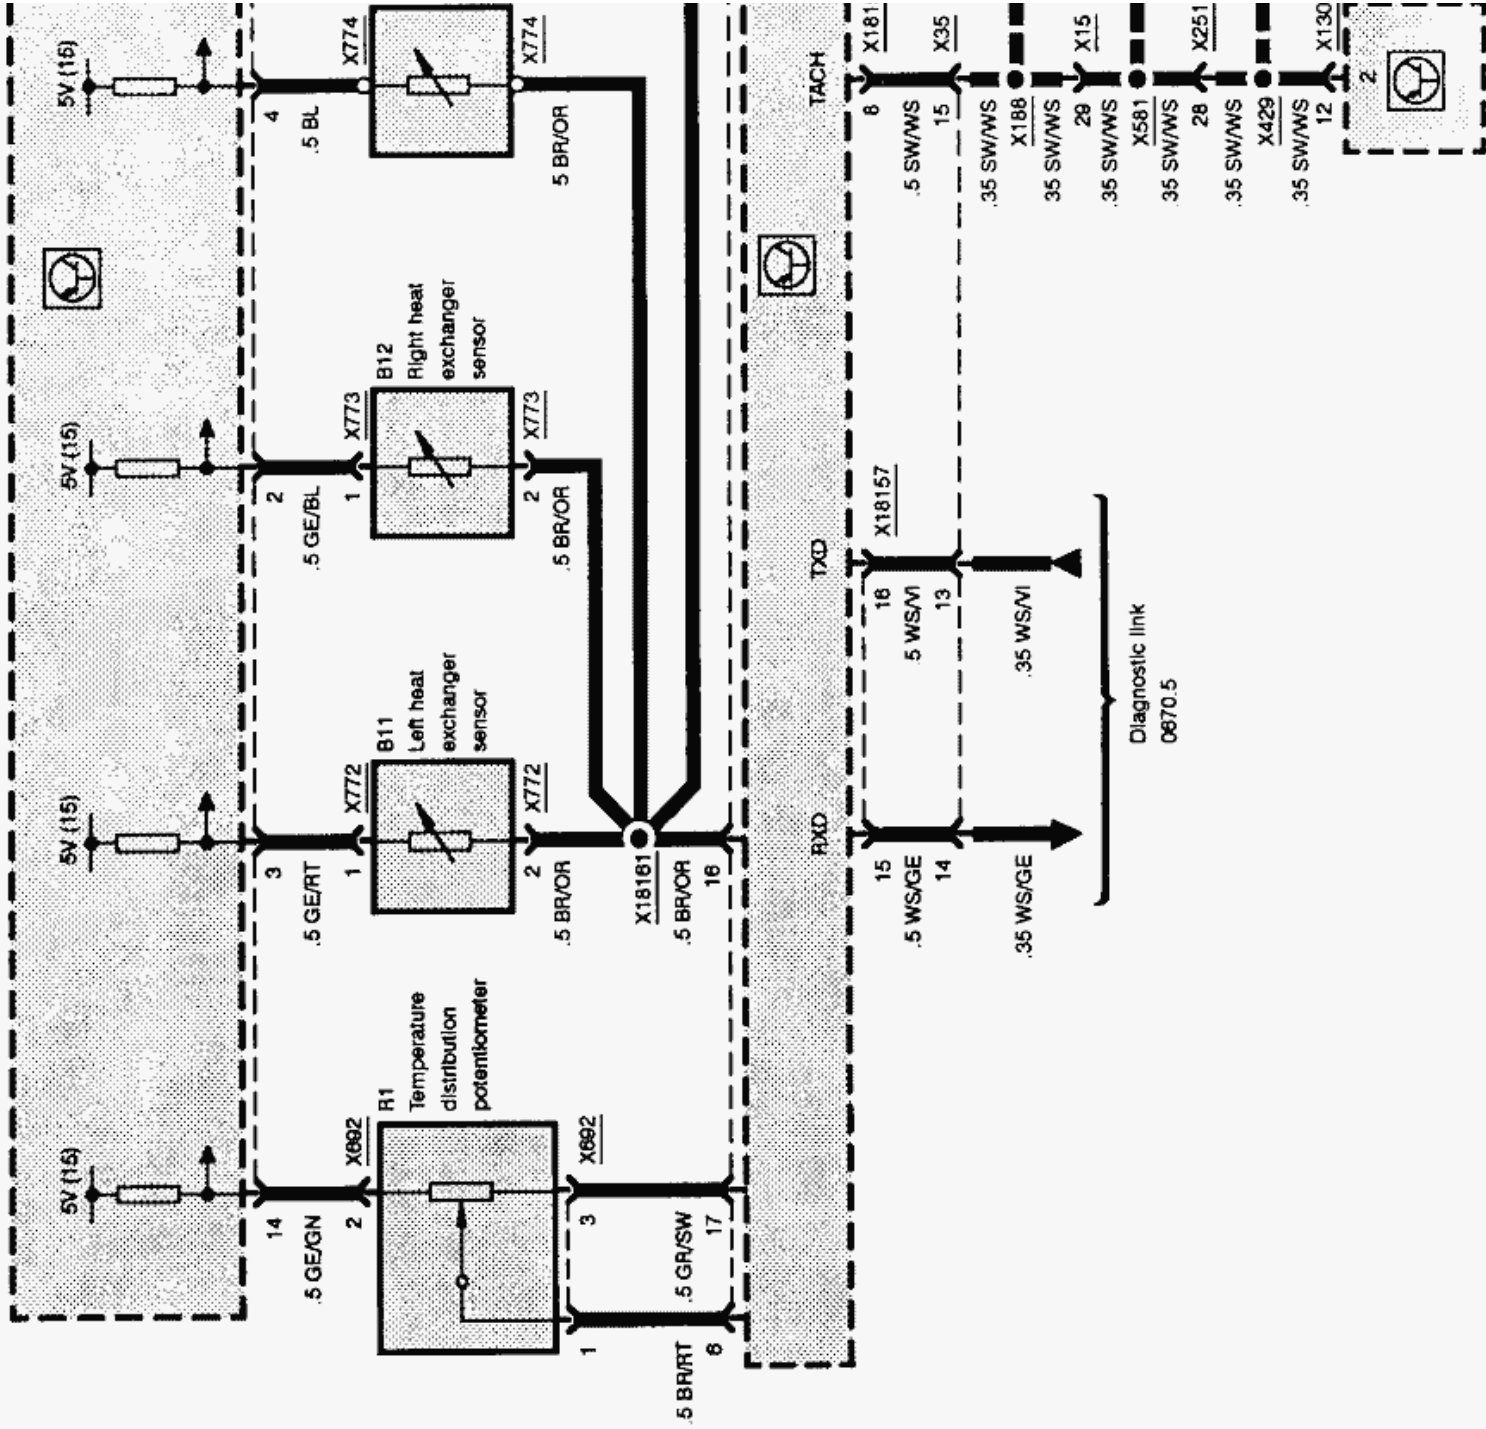 5V (15)
4
.5 BL
X774
X774
5 BR/OR
5V (15)
2
.5 GE/BL
X773
1
B12
Right heat
exchanger
sensor
X773
2
.5 BR/OR
5V (15)
3
.5 GE/RT
X772
1
B11
Left heat
exchanger
sensor
X772
2
.5 BR/OR
X18161
.5 BR/OR
16
5V (15)
14
.5 GE/GN
X692
2
R1
Temperature
distribution
potentiometer
X692
3
.5 GR/SW
17
1
.5 BR/RT
6
TACH
X181
8
.5 SW/WS
X35
15
.35 SW/WS
X188
35 SW/WS
X15
29
.35 SW/WS
X581
.35 SW/WS
X251
28
.35 SW/WS
X429
.35 SW/WS
X130
12
2
TXD
X18157
18
.5 WS/VI
13
.35 WS/VI
RXD
15
.5 WS/GE
14
.35 WS/GE
Diagnostic link
0670.5